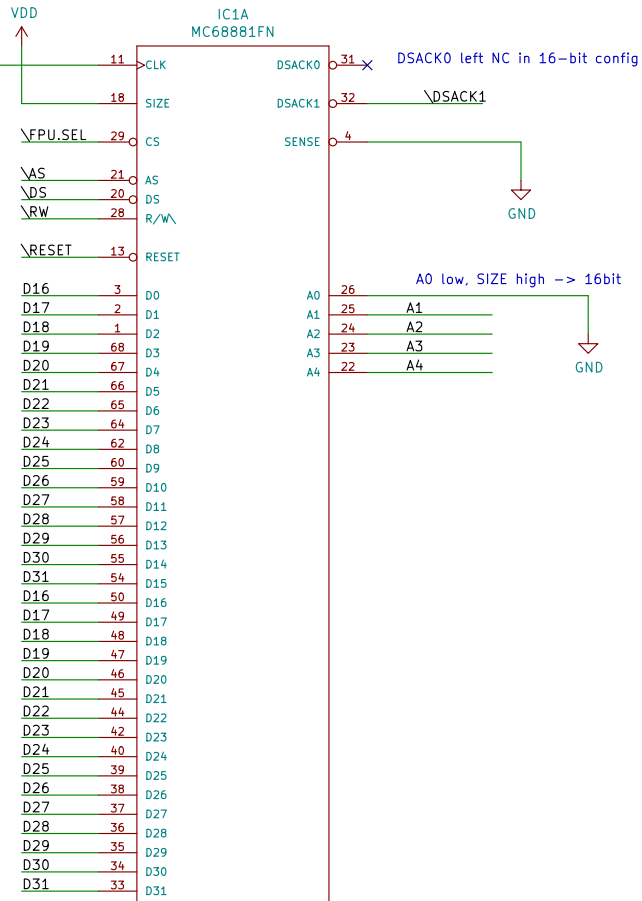 VDD
IC1A
MC68881FN
11 CLK DSACK0 31 DSACK0 left NC in 16-bit config
18 SIZE DSACK1 32 \DSACK1
\FPU.SEL 29 CS SENSE 4
\AS 21 AS
\DS 20 DS
\RW 28 R/W\
GND
\RESET 13 RESET
A0 low, SIZE high -> 16bit
D16 3 D0 A0 26
D17 2 D1 A1 25 A1
D18 1 D2 A2 24 A2
D19 68 D3 A3 23 A3
D20 67 D4 A4 22 A4
GND
D21 66 D5
D22 65 D6
D23 64 D7
D24 62 D8
D25 60 D9
D26 59 D10
D27 58 D11
D28 57 D12
D29 56 D13
D30 55 D14
D31 54 D15
D16 50 D16
D17 49 D17
D18 48 D18
D19 47 D19
D20 46 D20
D21 45 D21
D22 44 D22
D23 42 D23
D24 40 D24
D25 39 D25
D26 38 D26
D27 37 D27
D28 36 D28
D29 35 D29
D30 34 D30
D31 33 D31